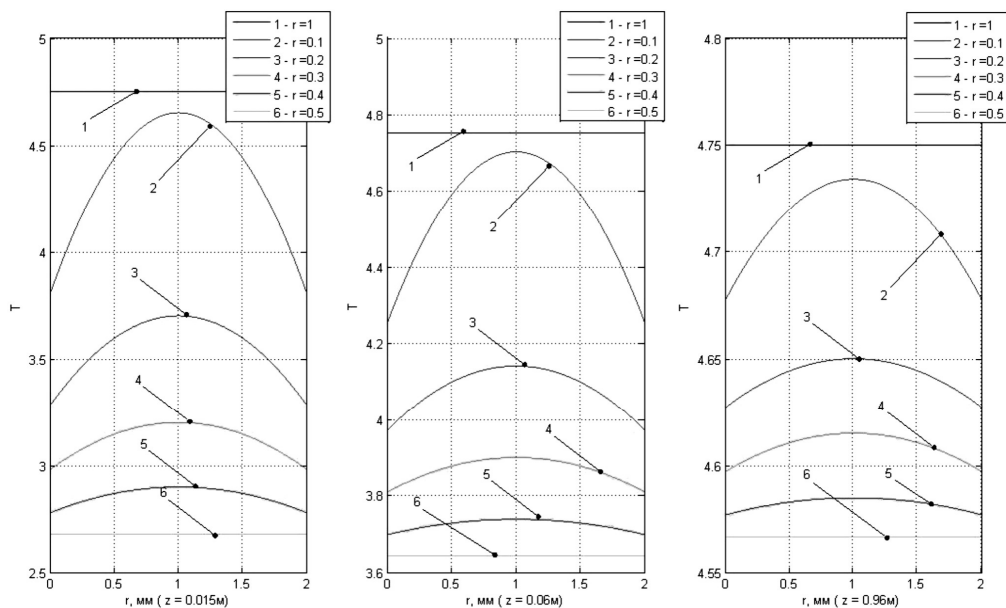 1 - r =1
2 - r =0.1
3 - r =0.2
4 - r =0.3
5 - r =0.4
6 - r =0.5
5
4.5
4
3.5
3
2.5
T
1
2
3
4
5
6
0
0.5
1
1.5
2
r, мм ( z = 0.015м)
1 - r =1
2 - r =0.1
3 - r =0.2
4 - r =0.3
5 - r =0.4
6 - r =0.5
5
4.8
4.6
4.4
4.2
4
3.8
3.6
T
1
2
3
4
5
6
0
0.5
1
1.5
2
r, мм ( z = 0.06м)
1 - r =1
2 - r =0.1
3 - r =0.2
4 - r =0.3
5 - r =0.4
6 - r =0.5
4.8
4.75
4.7
4.65
4.6
4.55
T
1
2
3
4
5
6
0
0.5
1
1.5
2
r, мм ( z = 0.96м)